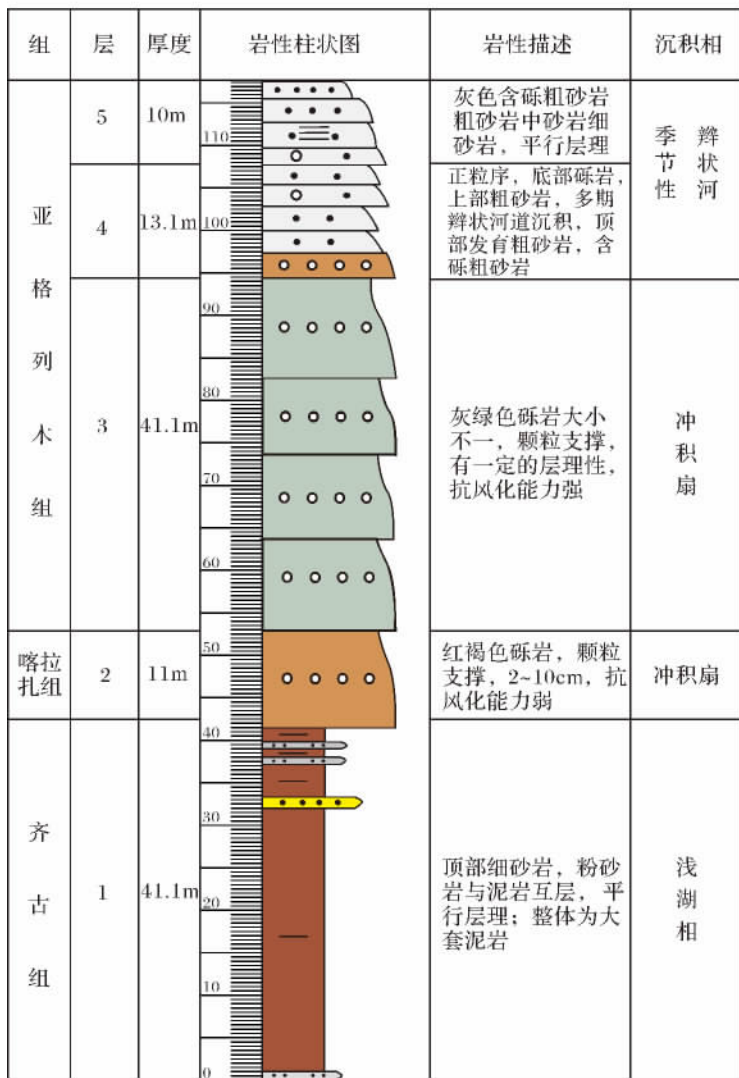 组 层 厚度 岩性柱状图 岩性描述 沉积相
亚格列木组
5 10m
灰色含砾粗砂岩
粗砂岩中砂岩细
砂岩，平行层理
季节性
辫状河
4 13.1m
正粒序，底部砾岩，
上部粗砂岩，多期
辫状河道沉积，顶
部发育粗砂岩，含
砾粗砂岩
3 41.1m
灰绿色砾岩大小
不一，颗粒支撑，
有一定的层理性，
抗风化能力强
冲积扇
喀拉
扎组
2 11m
红褐色砾岩，颗粒
支撑，2~10cm，抗
风化能力弱
冲积扇
齐古组
1 41.1m
顶部细砂岩，粉砂
岩与泥岩互层，平
行层理；整体为大
套泥岩
浅湖相
110
100
90
80
70
60
50
40
30
20
10
0